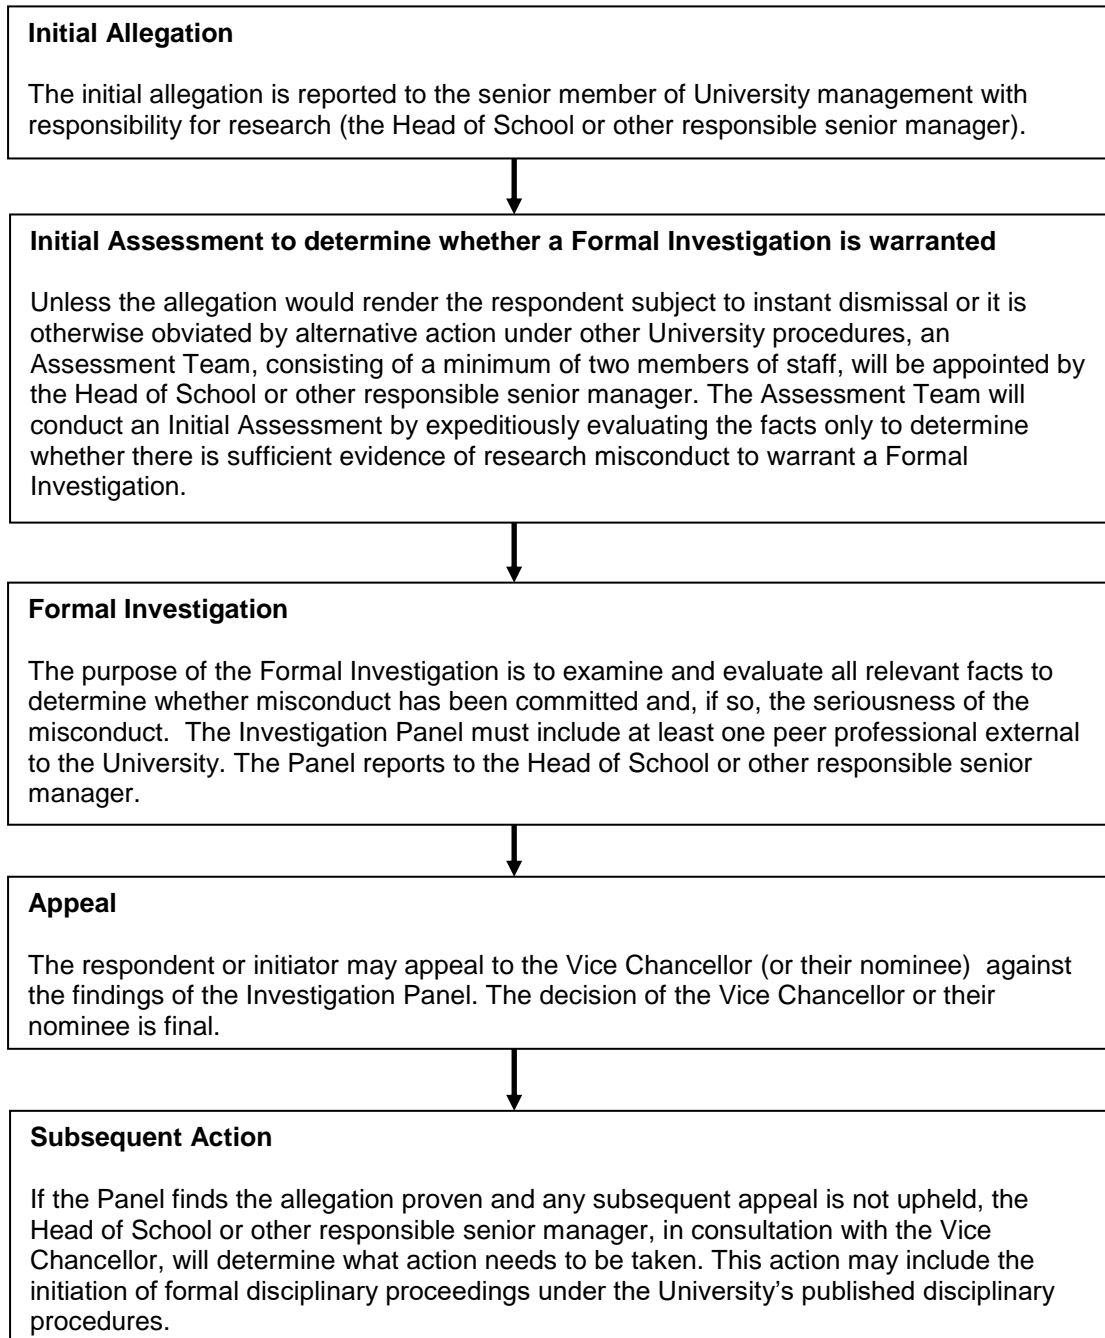 Initial Allegation
The initial allegation is reported to the senior member of University management with
responsibility for research (the Head of School or other responsible senior manager).
Initial Assessment to determine whether a Formal Investigation is warranted
Unless the allegation would render the respondent subject to instant dismissal or it is
otherwise obviated by alternative action under other University procedures, an
Assessment Team, consisting of a minimum of two members of staff, will be appointed by
the Head of School or other responsible senior manager. The Assessment Team will
conduct an Initial Assessment by expeditiously evaluating the facts only to determine
whether there is sufficient evidence of research misconduct to warrant a Formal
Investigation.
Formal Investigation
The purpose of the Formal Investigation is to examine and evaluate all relevant facts to
determine whether misconduct has been committed and, if so, the seriousness of the
misconduct.  The Investigation Panel must include at least one peer professional external
to the University. The Panel reports to the Head of School or other responsible senior
manager.
Appeal
The respondent or initiator may appeal to the Vice Chancellor (or their nominee)  against
the findings of the Investigation Panel. The decision of the Vice Chancellor or their
nominee is final.
Subsequent Action
If the Panel finds the allegation proven and any subsequent appeal is not upheld, the
Head of School or other responsible senior manager, in consultation with the Vice
Chancellor, will determine what action needs to be taken. This action may include the
initiation of formal disciplinary proceedings under the University's published disciplinary
procedures.